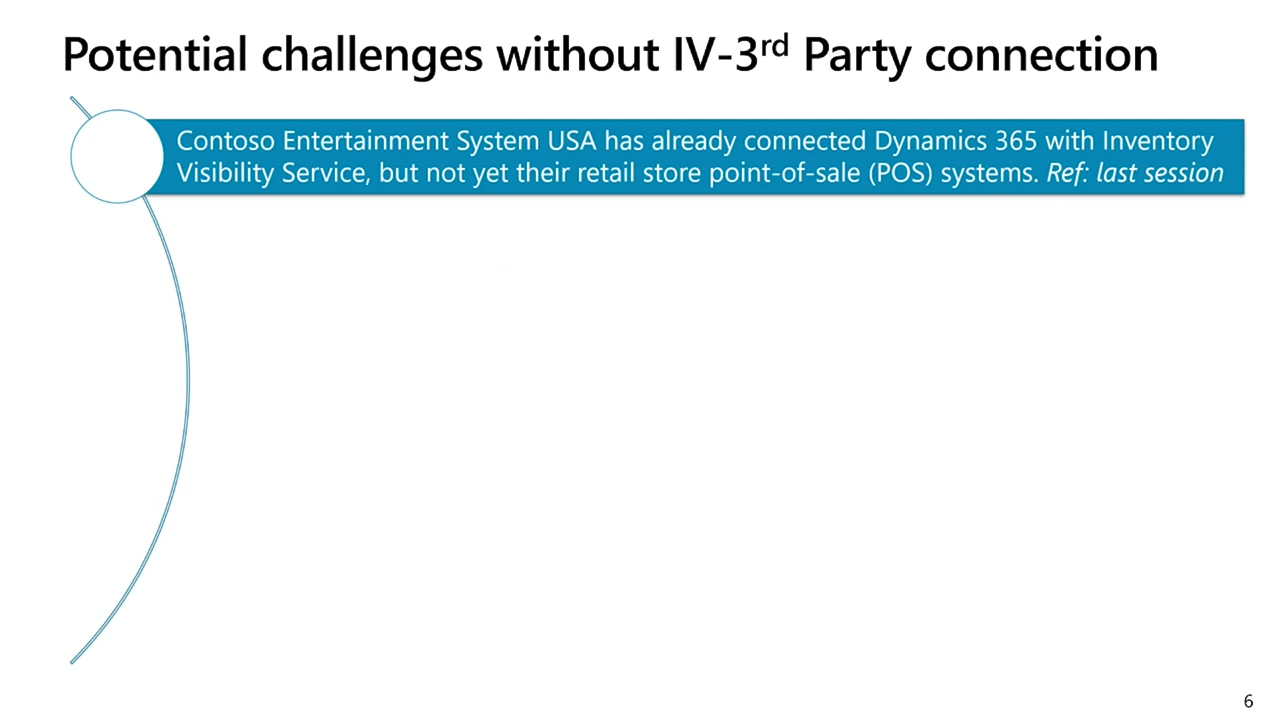 Potential challenges without IV-3rd Party connection
Contoso Entertainment System USA has already connected Dynamics 365 with Inventory
Visibility Service, but not yet their retail store point-of-sale (POS) systems. Ref: last session
6